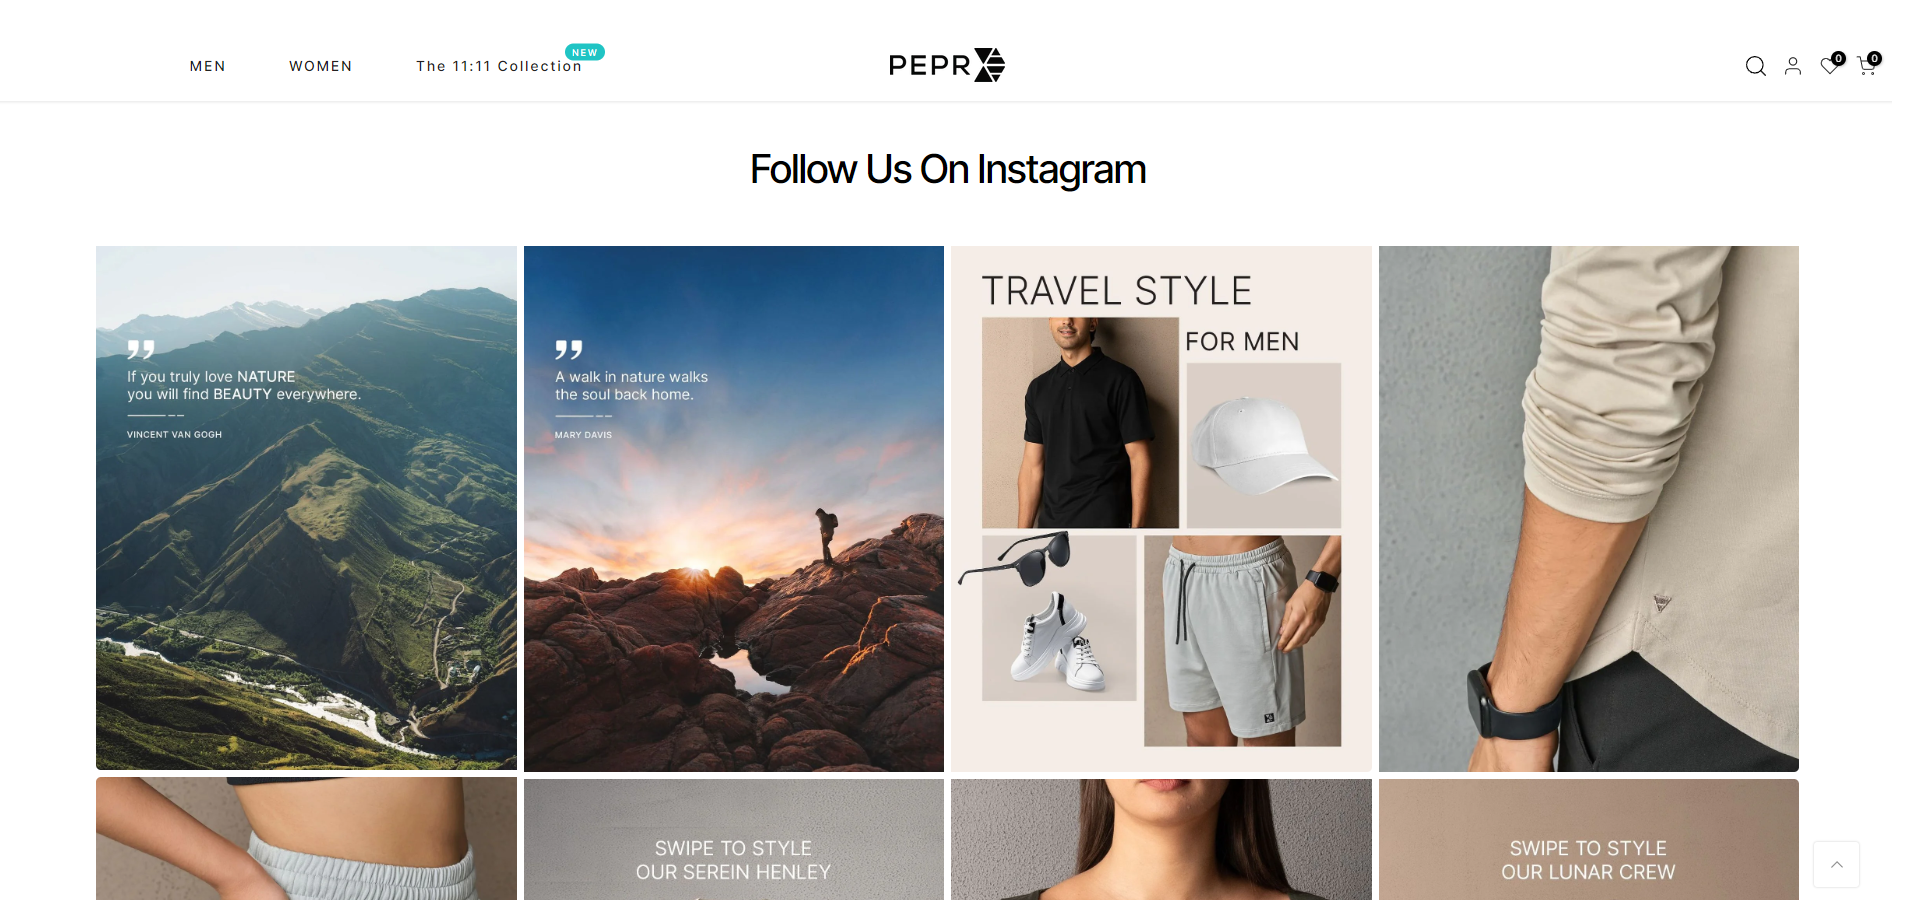 MEN
WOMEN
The 11:11 Collection
NEW
PEPR
0
0
Follow Us On Instagram
If you truly love NATURE
you will find BEAUTY everywhere.
VINCENT VAN GOGH
A walk in nature walks
the soul back home.
MARY DAVIS
TRAVEL STYLE
FOR MEN
SWIPE TO STYLE
OUR SEREIN HENLEY
SWIPE TO STYLE
OUR LUNAR CREW